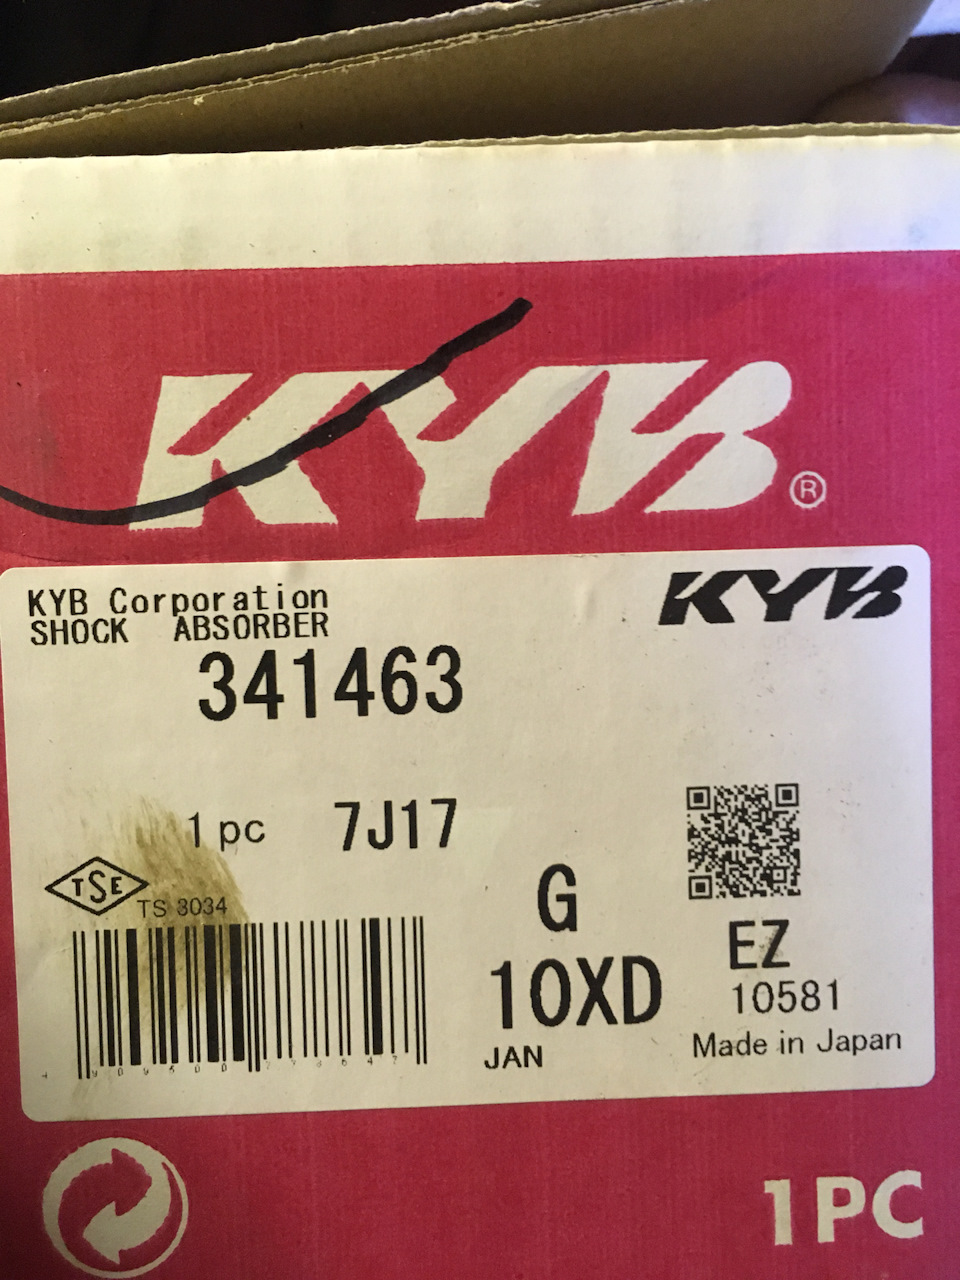 KYB®
KYB Corporation
KYB
SHOCK ABSORBER
341463
1 pc 7J17
TSE
TS 3034
G
EZ
10XD
10581
JAN
Made in Japan
1PC